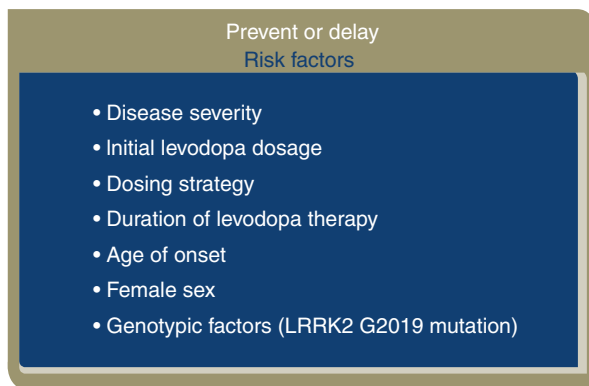 Prevent or delay
Risk factors
• Disease severity
• Initial levodopa dosage
• Dosing strategy
• Duration of levodopa therapy
• Age of onset
• Female sex
• Genotypic factors (LRRK2 G2019 mutation)